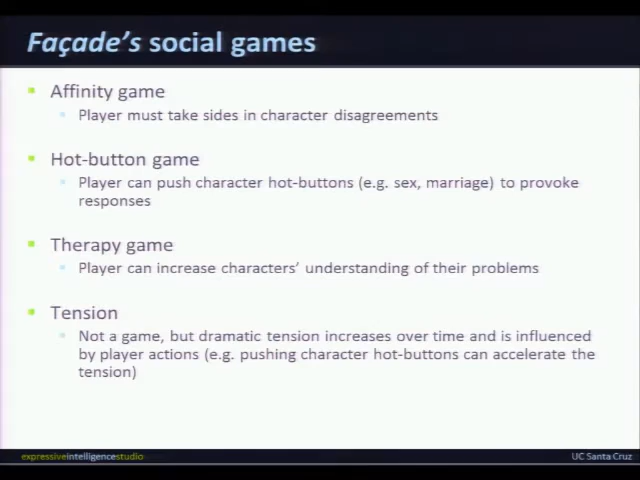 Façade's social games
Affinity game
Player must take sides in character disagreements
Hot-button game
Player can push character hot-buttons (e.g. sex, marriage) to provoke
responses
Therapy game
Player can increase characters' understanding of their problems
Tension
Not a game, but dramatic tension increases over time and is influenced
by player actions (e.g. pushing character hot-buttons can accelerate the
tension)
expressiveintelligencestudio
UC Santa Cruz